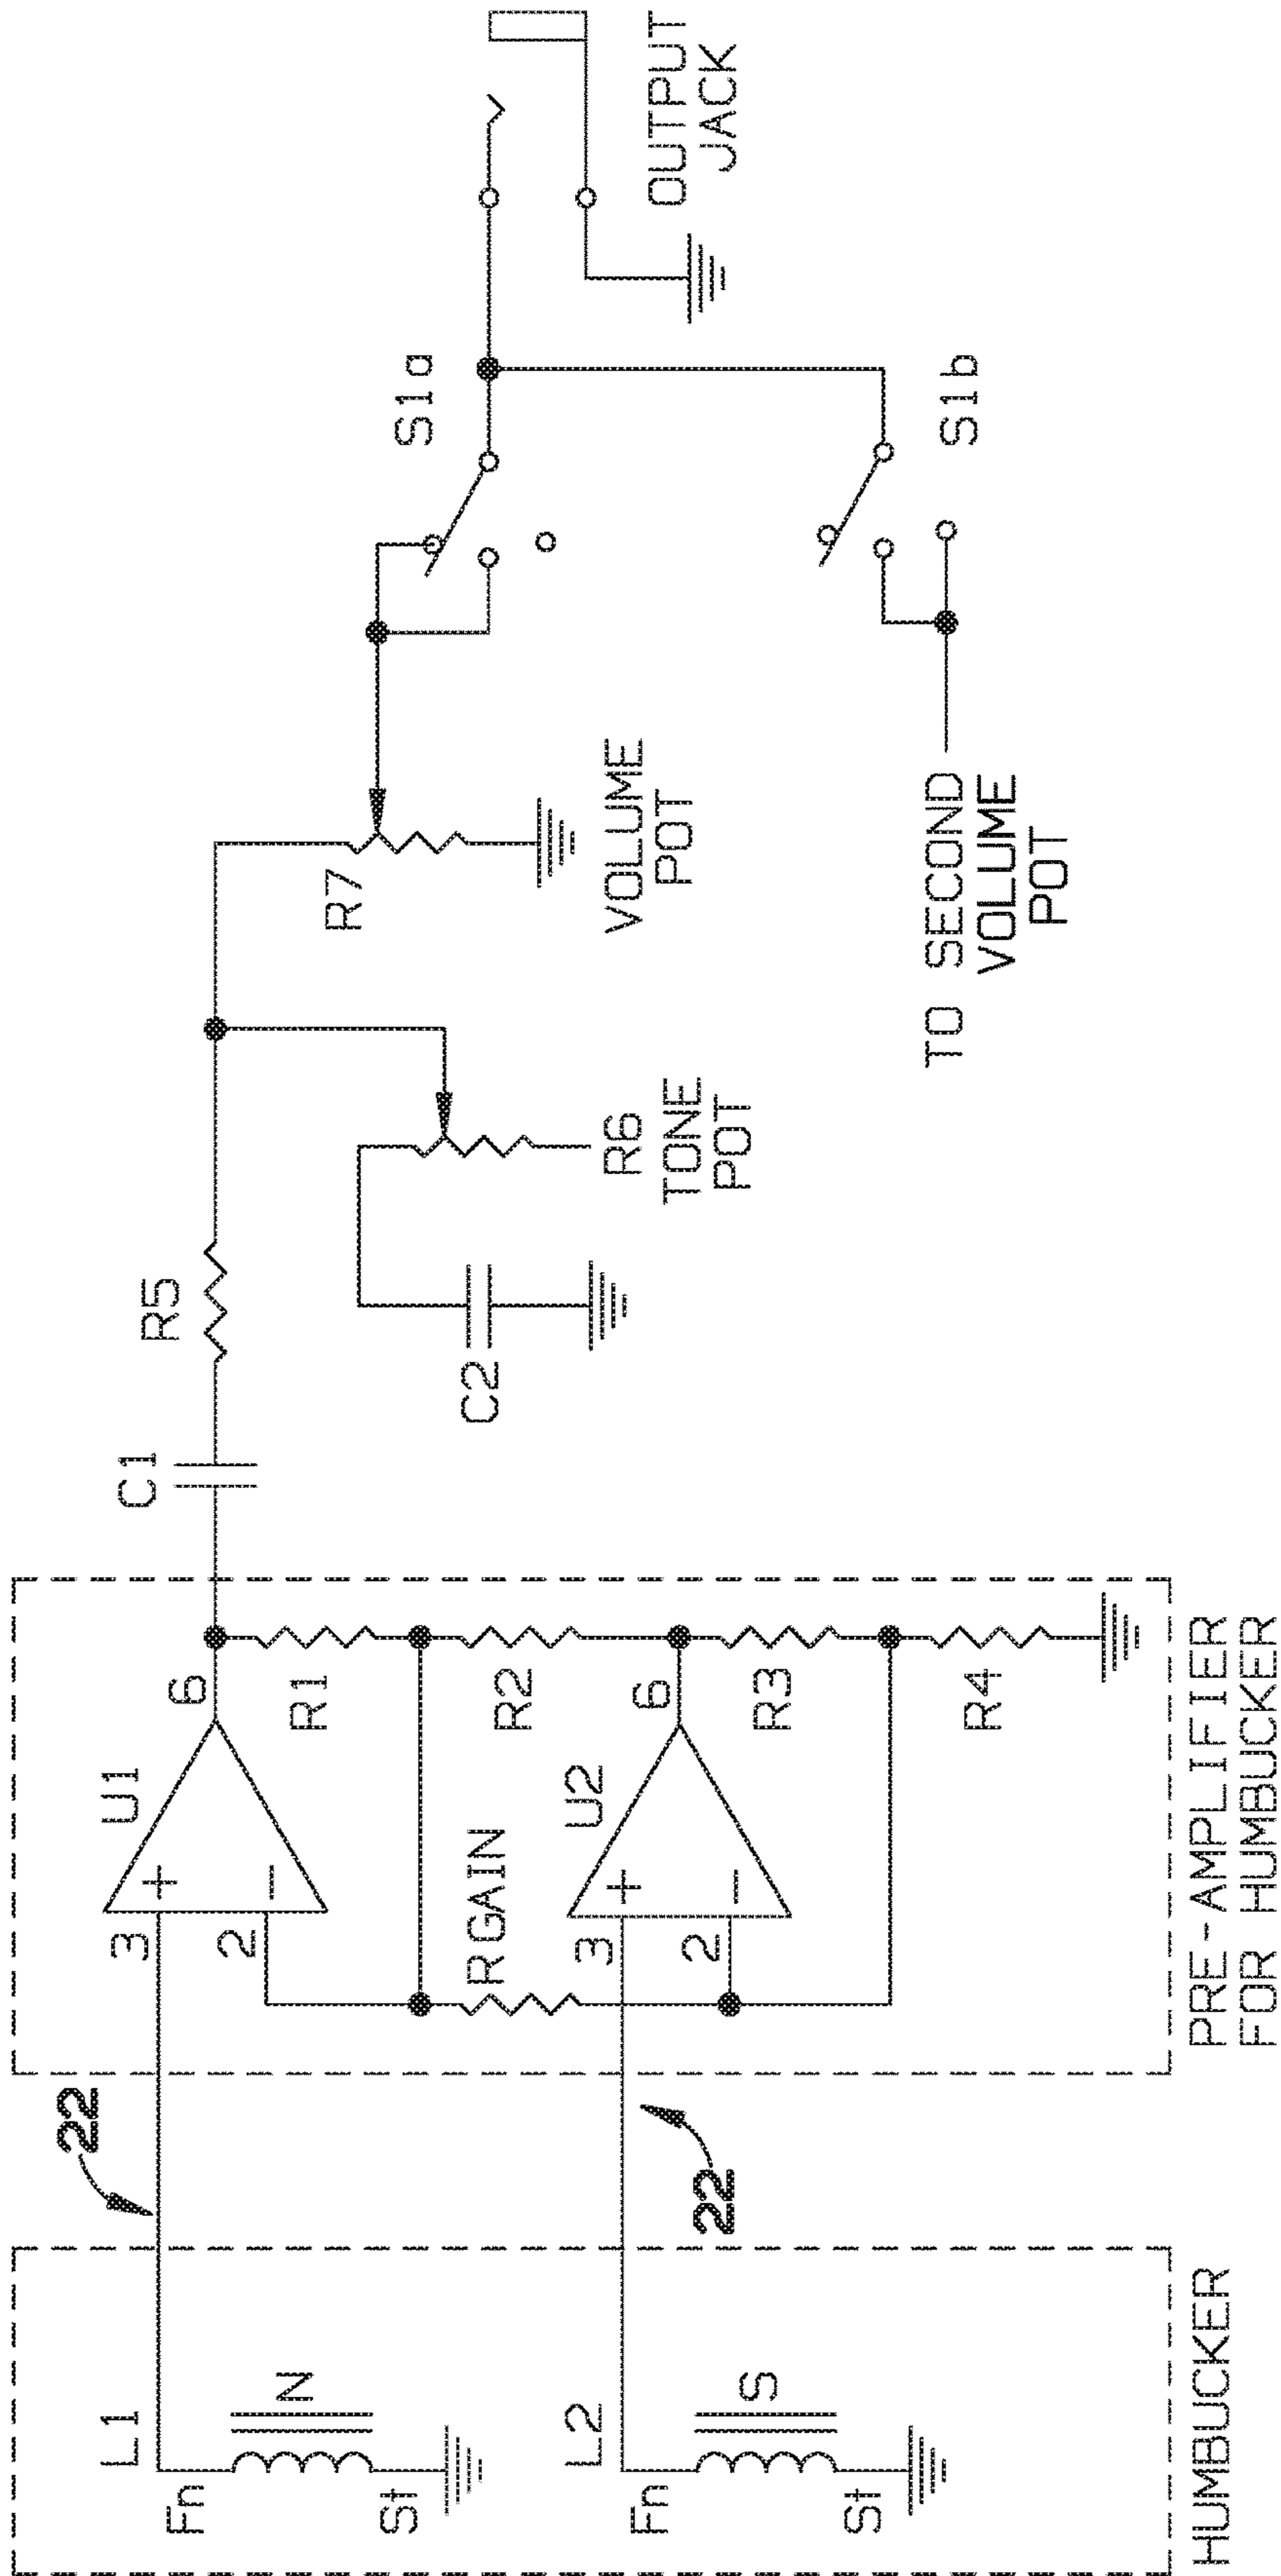 HUMBUCKER
L1
Fn
N
St
L2
Fn
S
St
22
22
PRE-AMPLIFIER
FOR HUMBUCKER
U1
3
+
2
−
6
R1
RGAIN
R2
U2
3
+
2
−
6
R3
R4
C1
R5
C2
R6
TONE
POT
R7
VOLUME
POT
S1a
S1b
TO SECOND
VOLUME
POT
OUTPUT
JACK